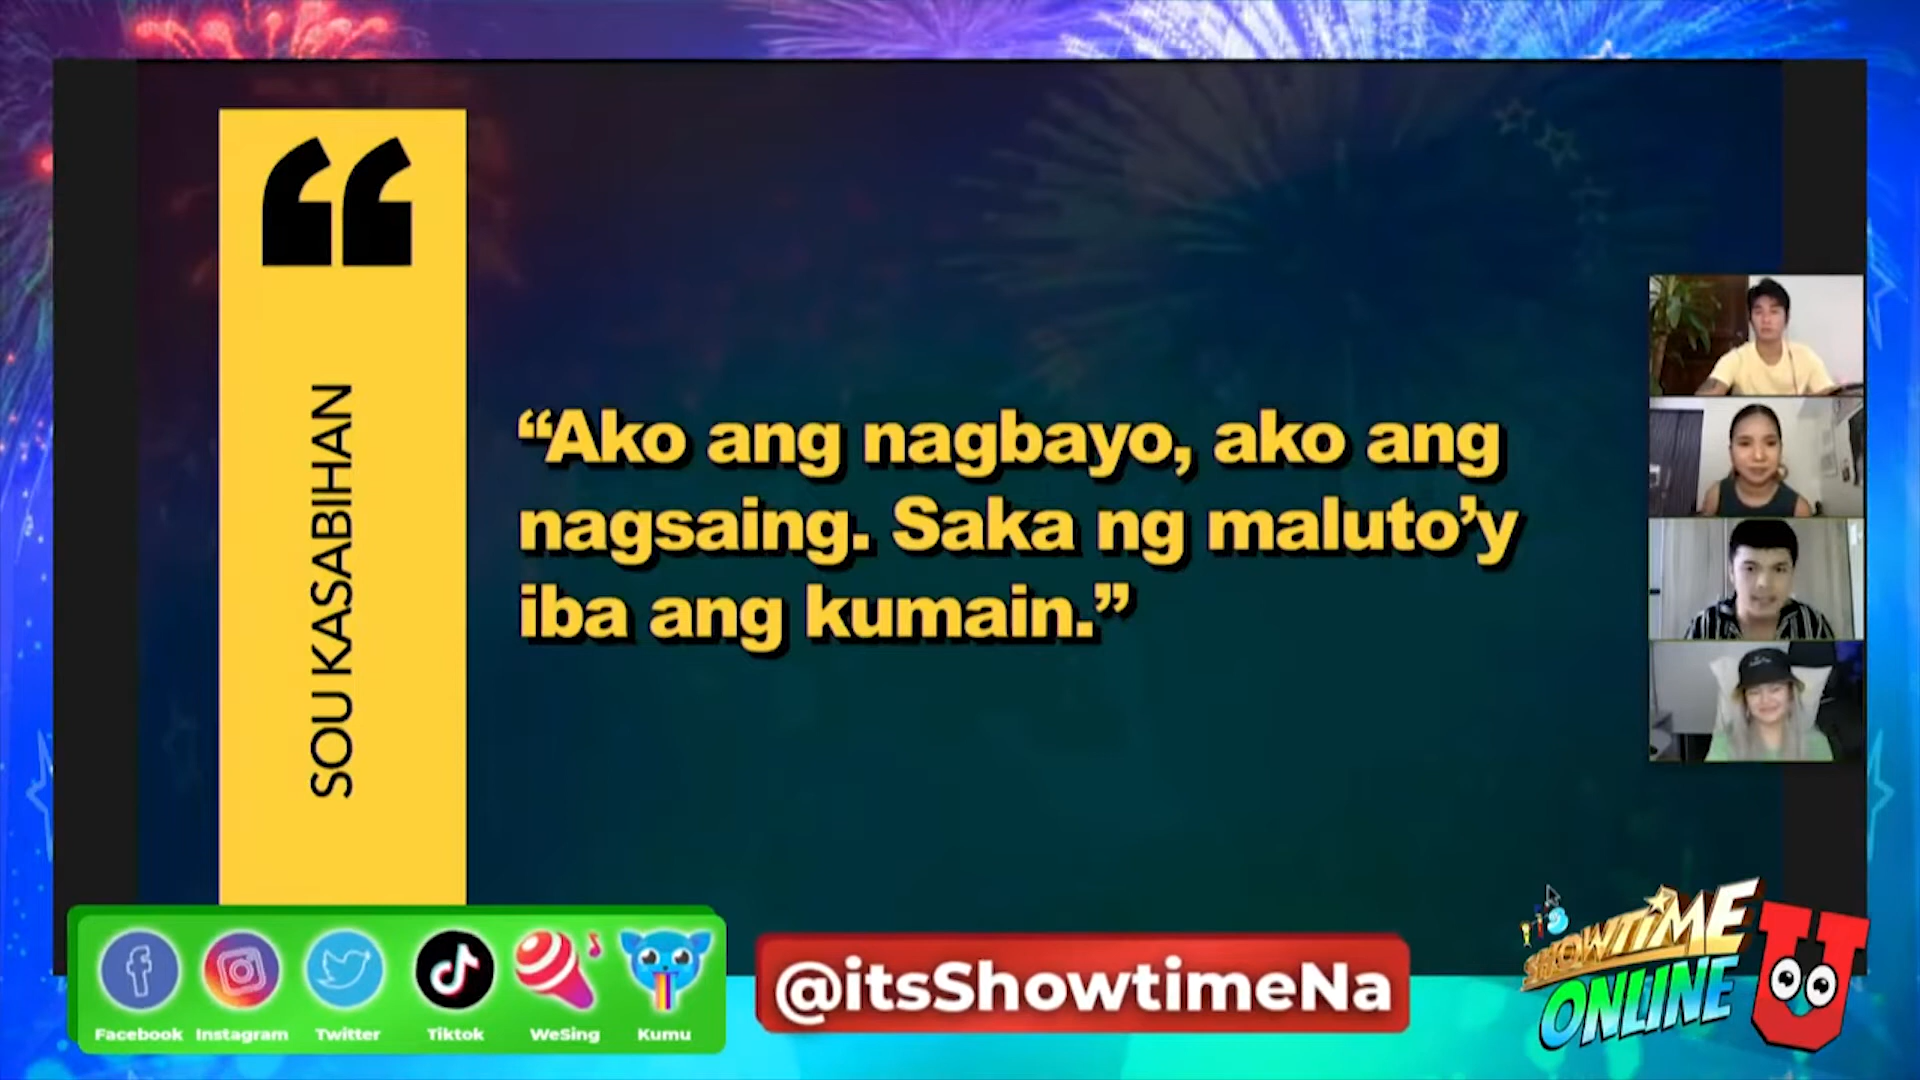 SOU KASABIHAN
“Ako ang nagbayo, ako ang
nagsaing. Saka ng maluto’y
iba ang kumain.”
Facebook Instagram Twitter Tiktok WeSing Kumu
@itsShowtimeNa
it's
SHOWTiME
ONLiNE U